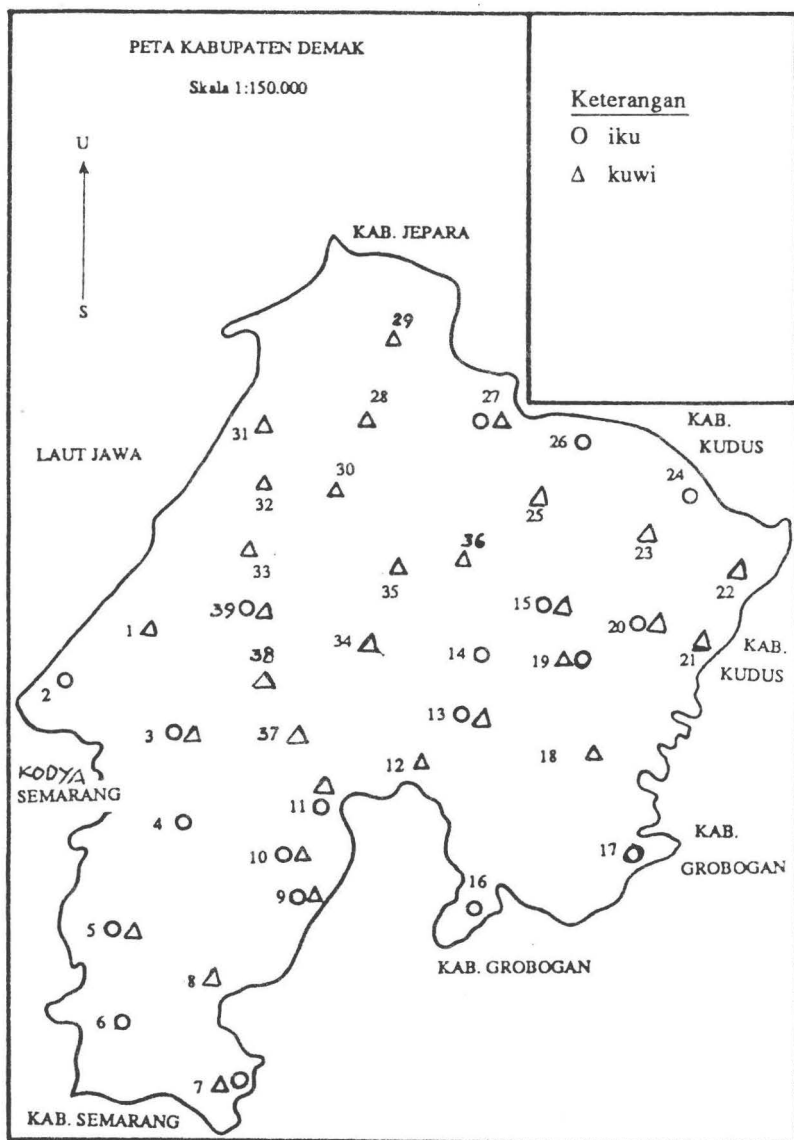 PETA KABUPATEN DEMAK
Skala 1:150.000
Keterangan
O iku
Δ kuwi
U
S
KAB. JEPARA
29
28
27
31
26
KAB.
KUDUS
LAUT JAWA
24
30
32
25
23
36
33
35
22
39
15
20
1
34
14
19
21
KAB.
KUDUS
38
2
13
3
37
12
18
KODYA
SEMARANG
11
4
10
17
KAB.
GROBOGAN
9
16
5
KAB. GROBOGAN
8
6
7
KAB. SEMARANG